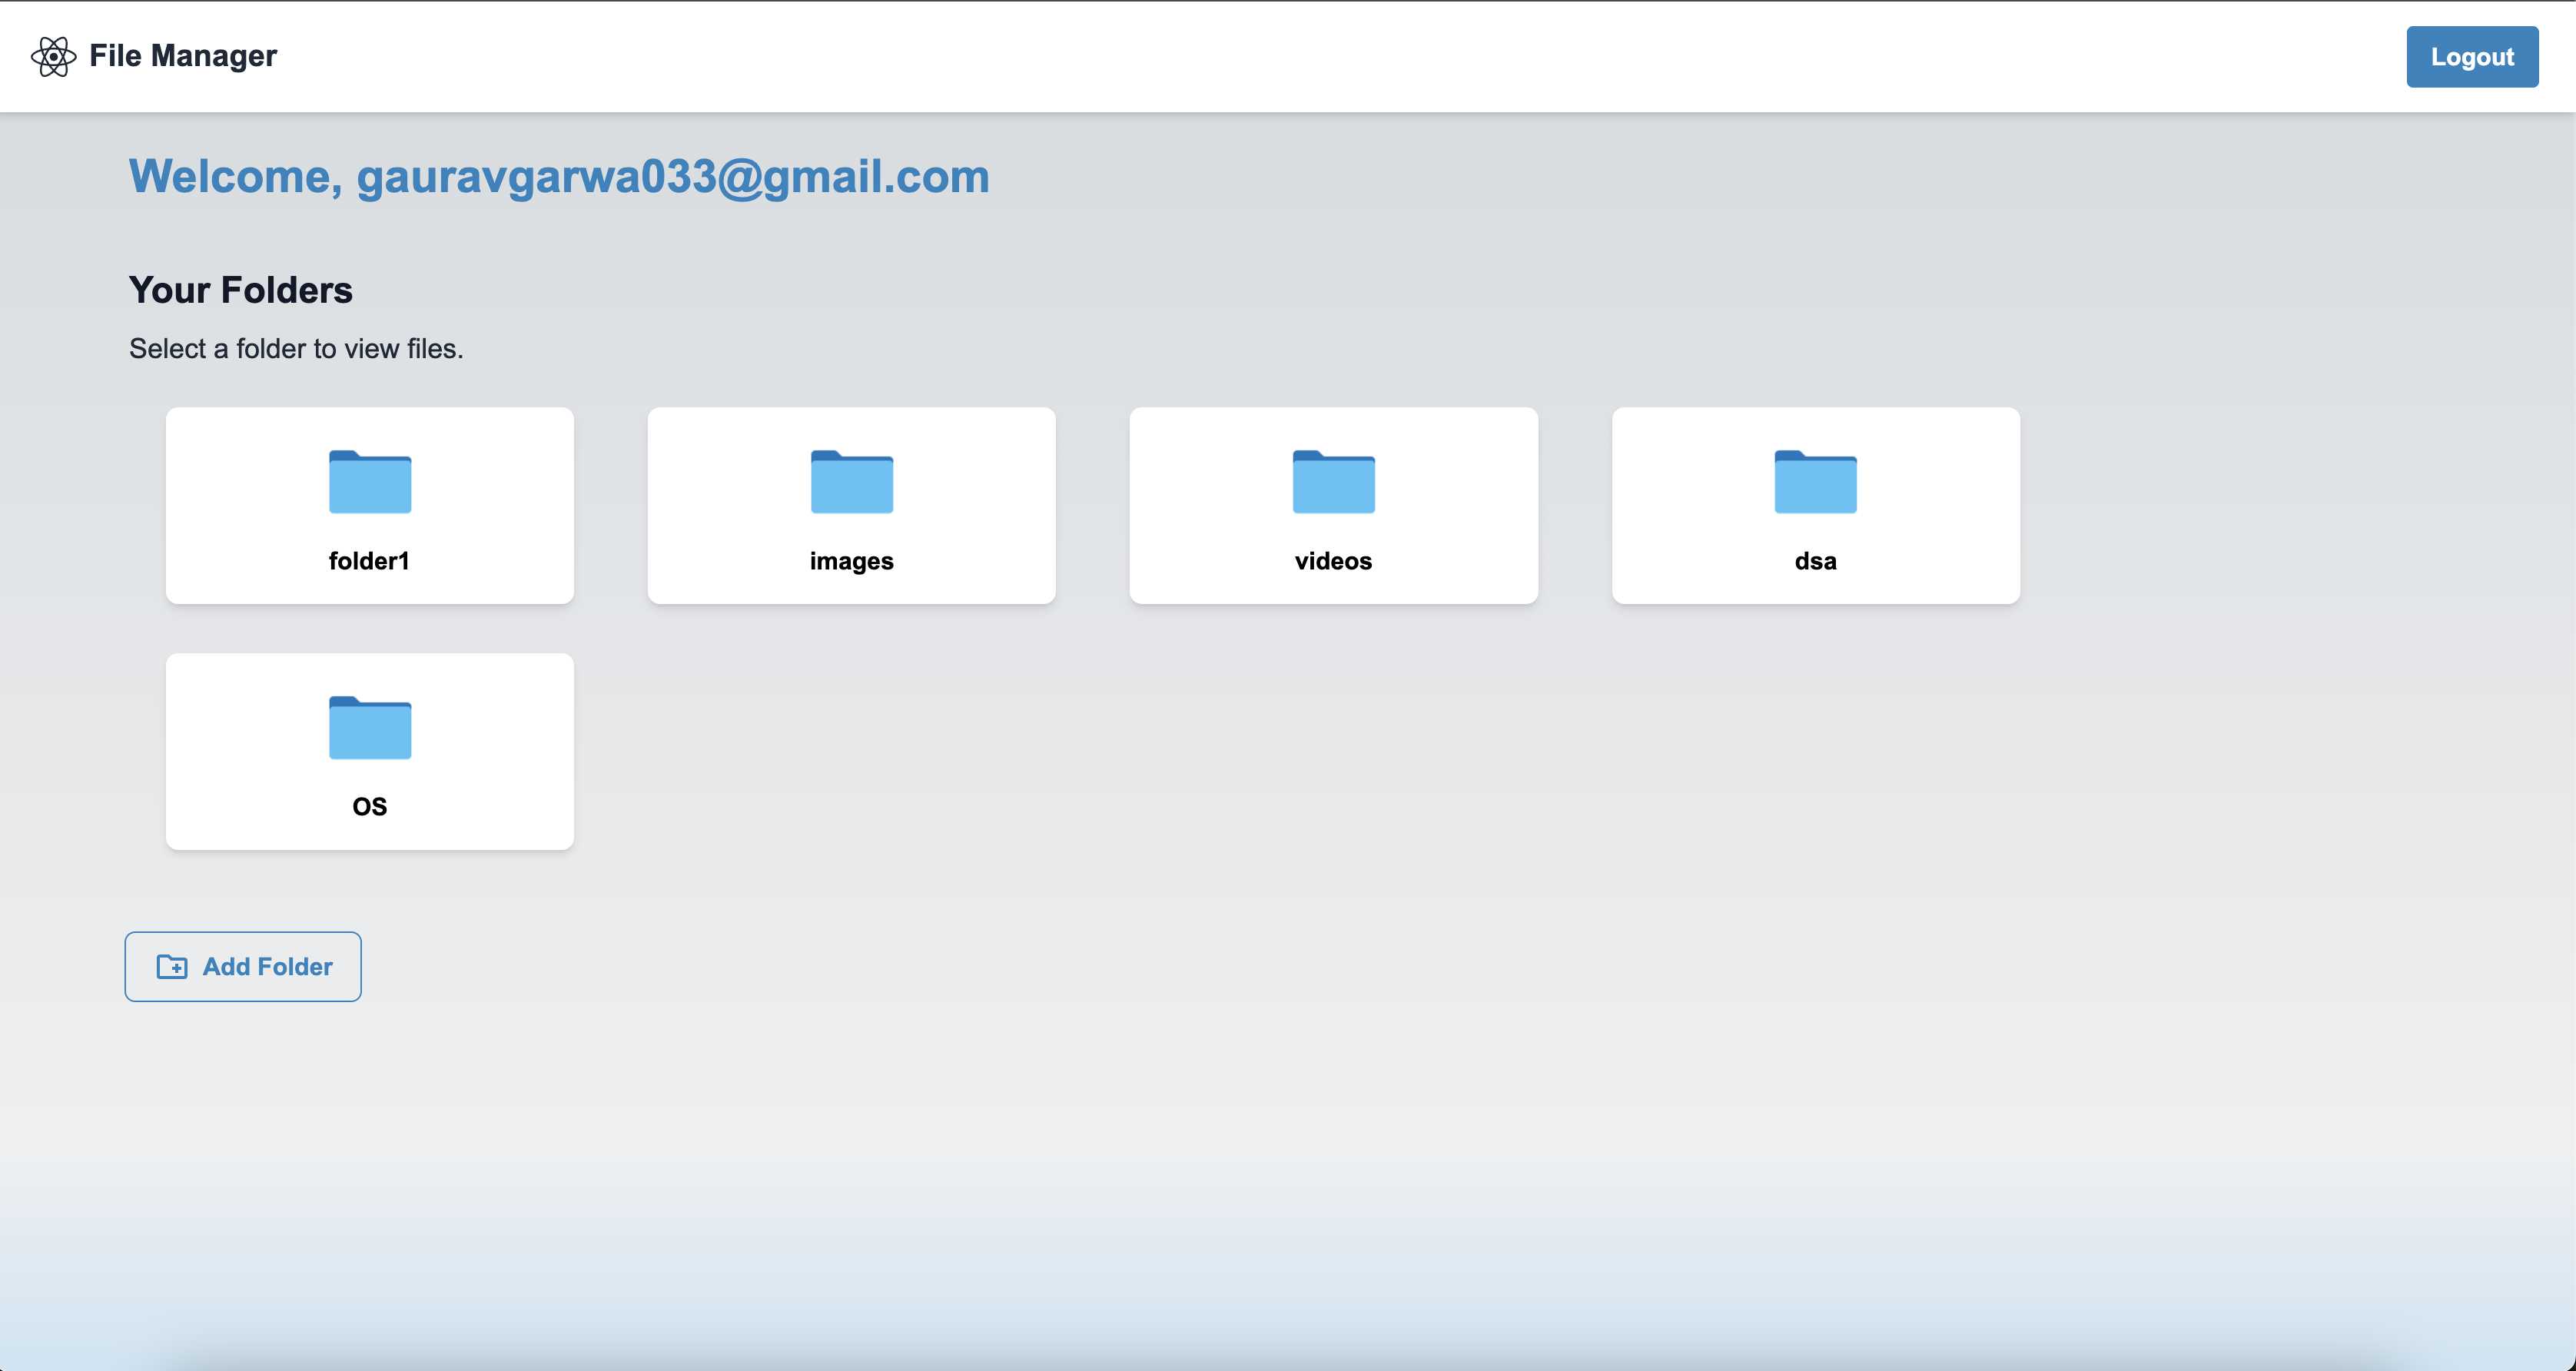 File Manager
Logout
Welcome, gauravgarwa033@gmail.com
Your Folders
Select a folder to view files.
folder1
images
videos
dsa
OS
Add Folder